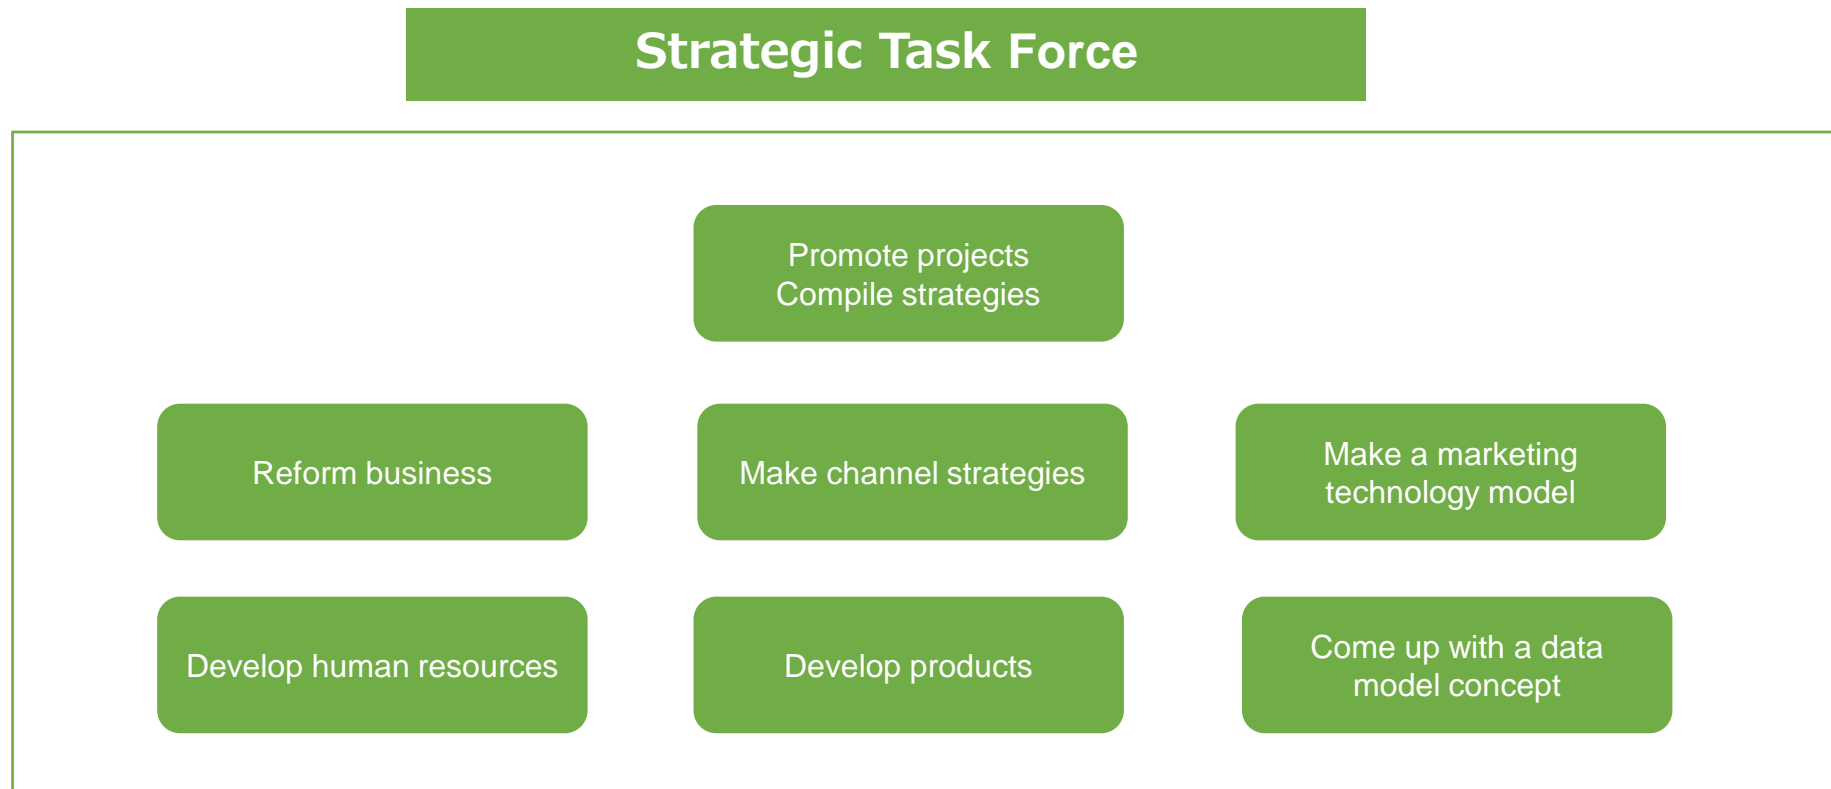 Strategic Task Force
Promote projects
Compile strategies
Reform business
Make channel strategies
Make a marketing
technology model
Develop human resources
Develop products
Come up with a data
model concept